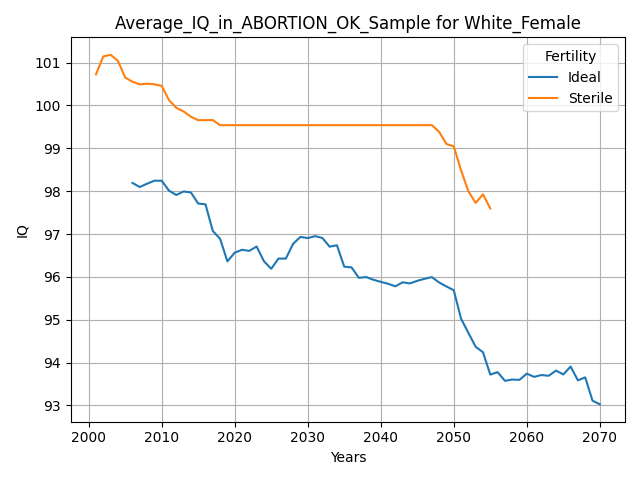 Average_IQ_in_ABORTION_OK_Sample for White_Female
Fertility
Ideal
Sterile
IQ
101
100
99
98
97
96
95
94
93
2000 2010 2020 2030 2040 2050 2060 2070
Years